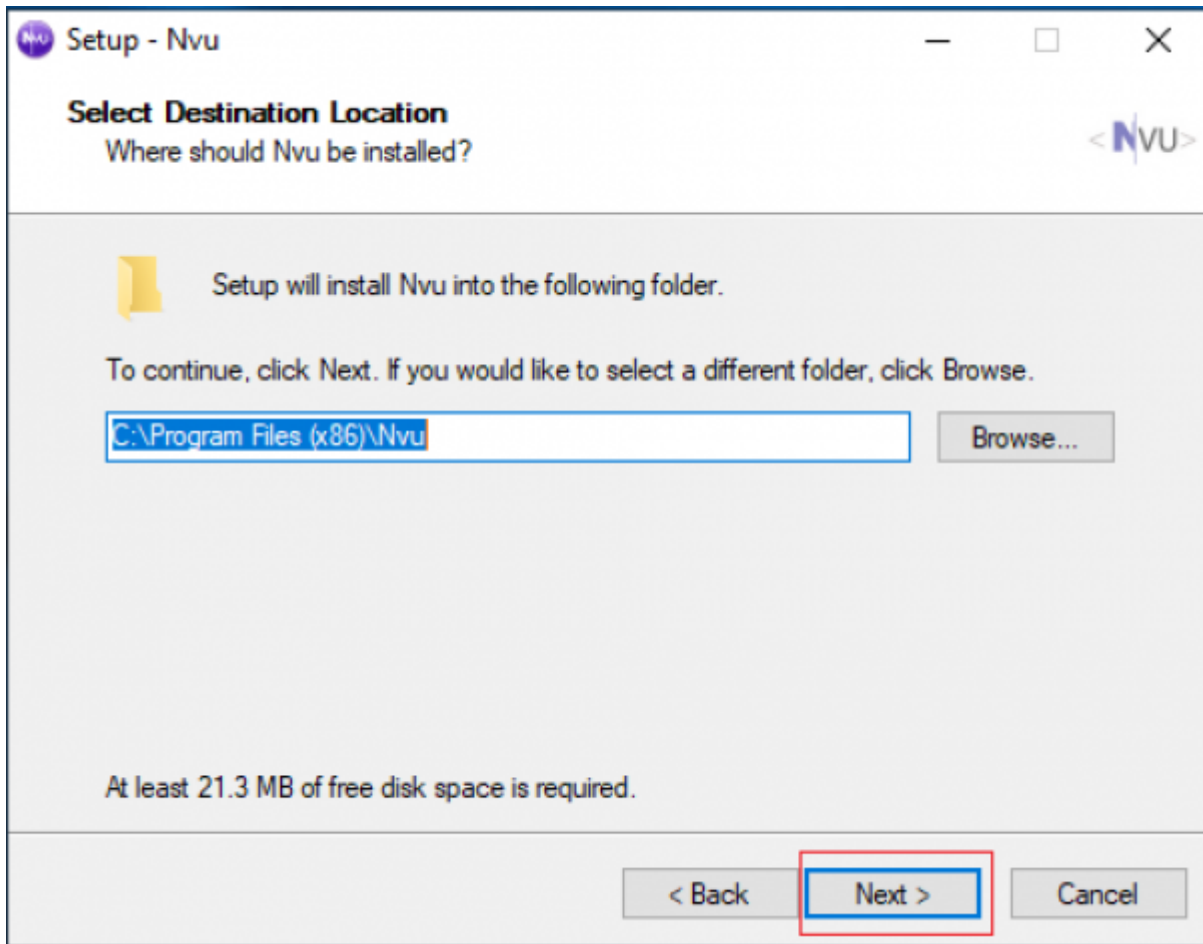 Nvu Setup - Nvu
Select Destination Location
Where should Nvu be installed?
<NVU>
Setup will install Nvu into the following folder.
To continue, click Next. If you would like to select a different folder, click Browse.
C:\Program Files (x86)\Nvu
Browse...
At least 21.3 MB of free disk space is required.
< Back
Next >
Cancel